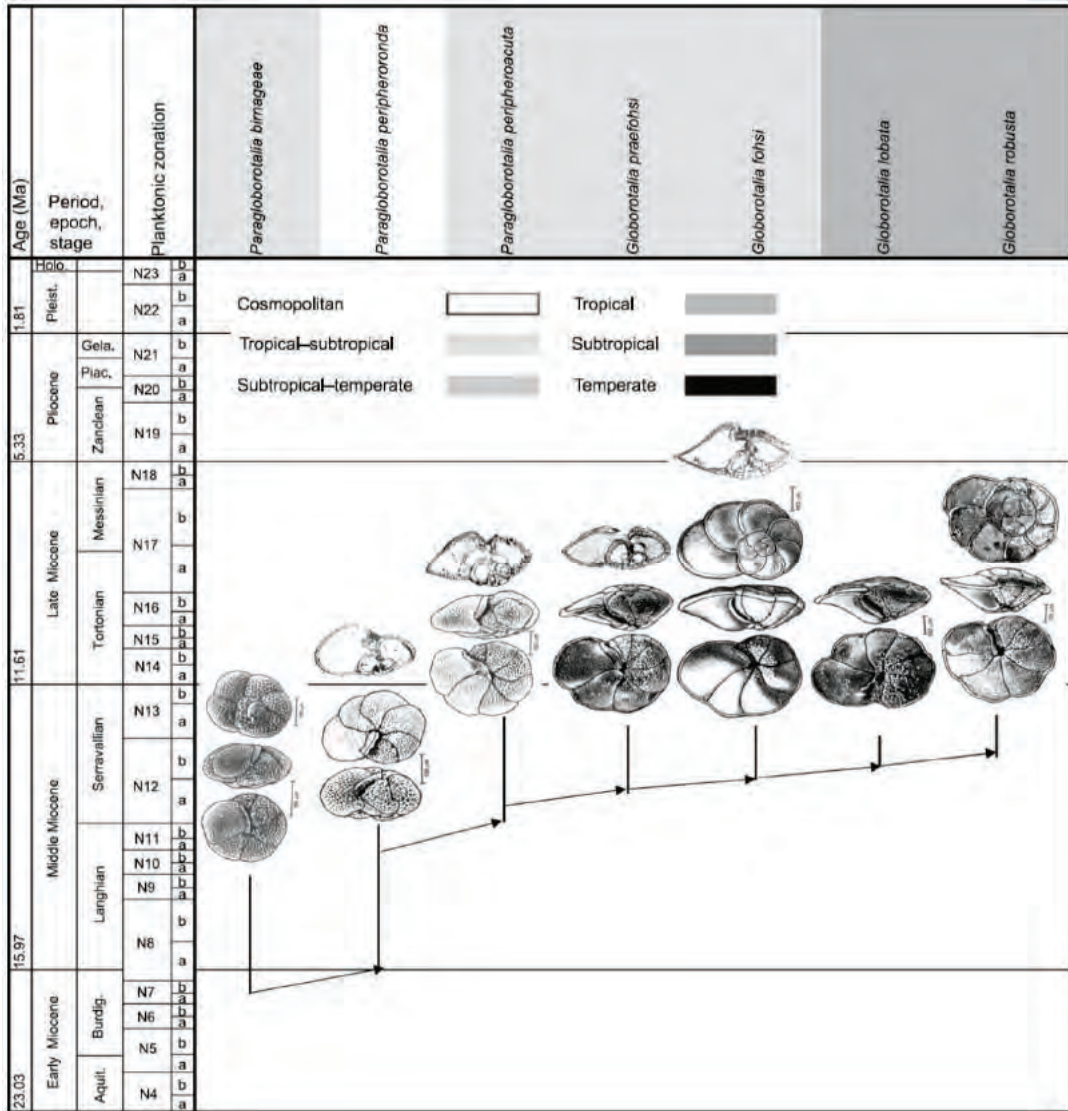 Age (Ma)
Period,
epoch,
stage
Planktonic zonation
Paragloborotalia birnageae
Paragloborotalia peripheroronda
Paragloborotalia peripheroacuta
Globorotalia praefohsi
Globorotalia fohsi
Globorotalia lobata
Globorotalia robusta
Cosmopolitan
Tropical
Tropical–subtropical
Subtropical
Subtropical–temperate
Temperate
1.81
5.33
11.61
15.97
23.03
Holo.
Pleist.
Pliocene
Late Miocene
Middle Miocene
Early Miocene
Gela.
Piac.
Zanclean
Messinian
Tortonian
Serravallian
Langhian
Burdig.
Aquit.
N23 b a
N22 b a
N21 b a
N20 b a
N19 b a
N18 b a
N17 b a
N16 b a
N15 b a
N14 b a
N13 b a
N12 b a
N11 b a
N10 b a
N9 b a
N8 b a
N7 b a
N6 b a
N5 b a
N4 b a